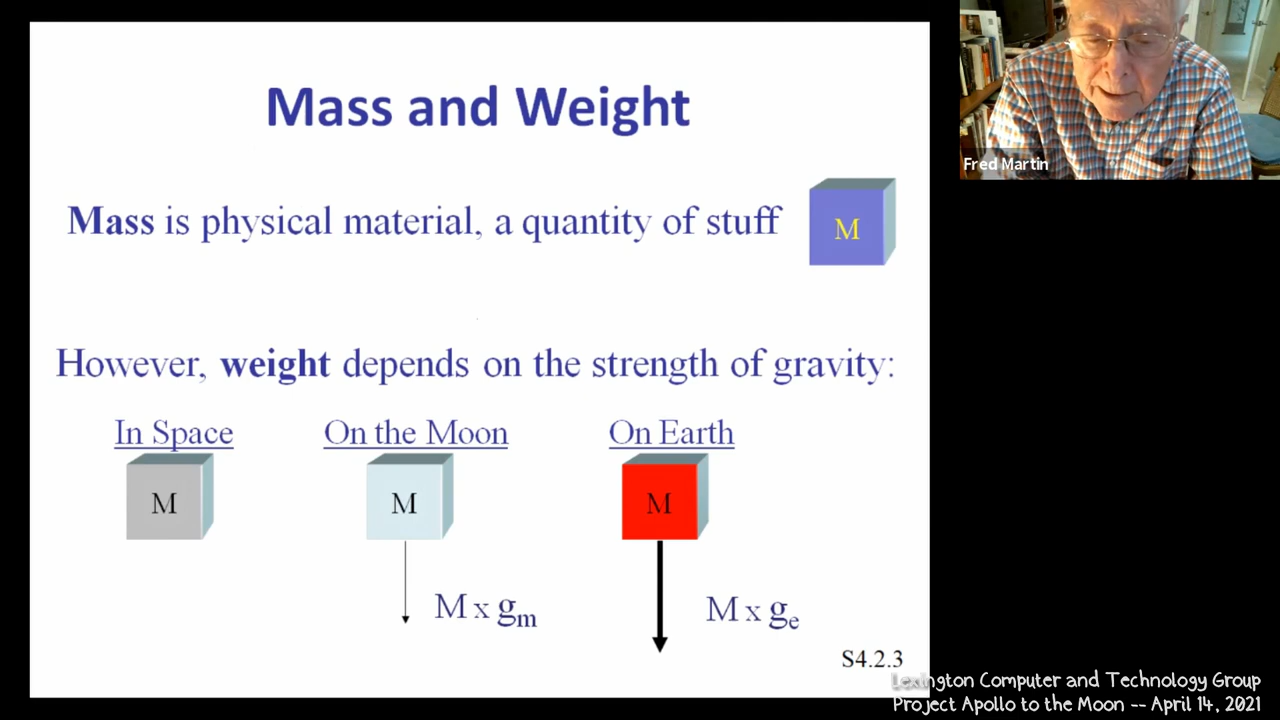 Mass and Weight
Mass is physical material, a quantity of stuff
M
However, weight depends on the strength of gravity:
In Space
On the Moon
On Earth
M
M
M
M x gm
M x ge
S4.2.3
Fred Martin
Lexington Computer and Technology Group
Project Apollo to the Moon -- April 14, 2021